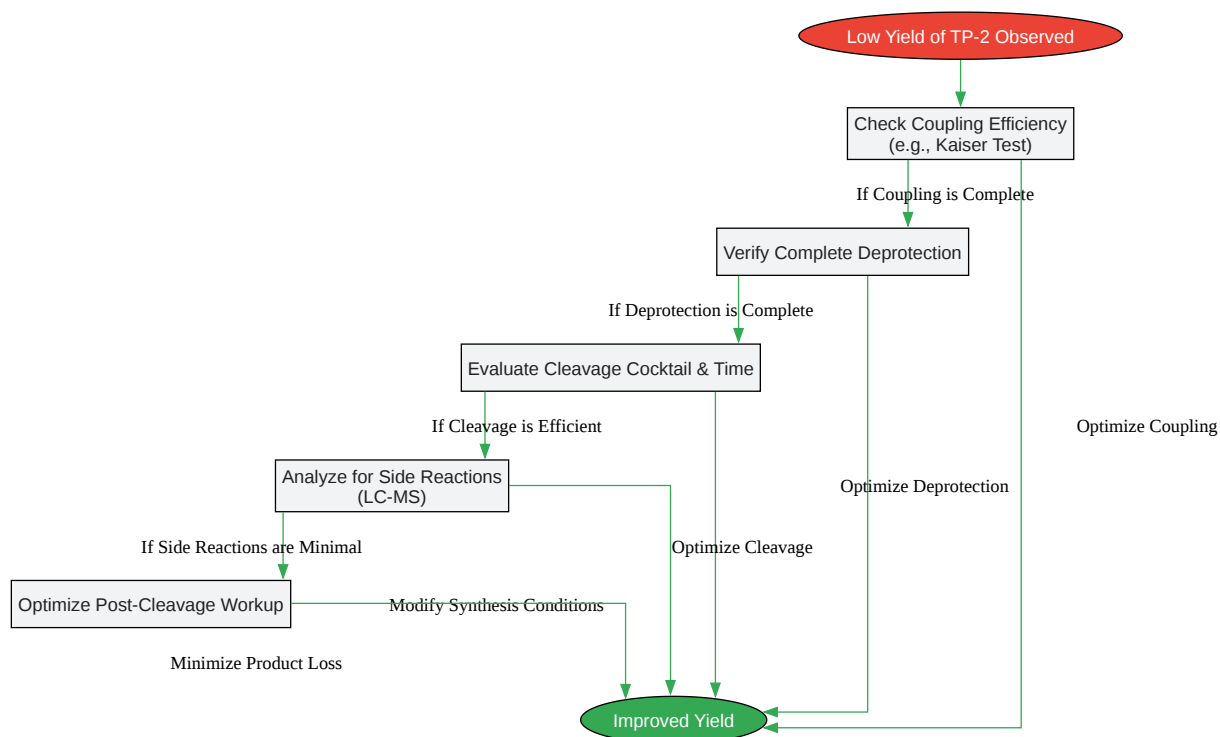 Low Yield of TP-2 Observed
Check Coupling Efficiency
(e.g., Kaiser Test)
If Coupling is Complete
Verify Complete Deprotection
If Deprotection is Complete
Evaluate Cleavage Cocktail & Time
If Cleavage is Efficient
Optimize Coupling
Analyze for Side Reactions
(LC-MS)
Optimize Deprotection
If Side Reactions are Minimal
Optimize Cleavage
Optimize Post-Cleavage Workup
Modify Synthesis Conditions
Minimize Product Loss
Improved Yield